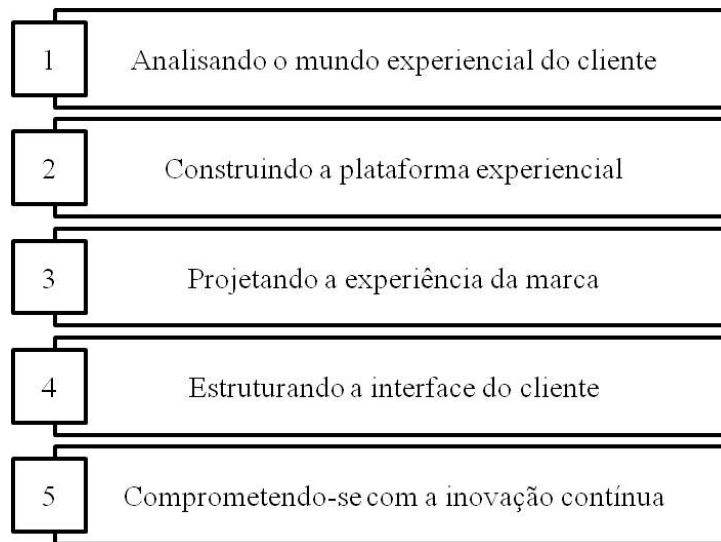 1 Analisando o mundo experiencial do cliente
2 Construindo a plataforma experiencial
3 Projetando a experiência da marca
4 Estruturando a interface do cliente
5 Comprometendo-se com a inovação contínua